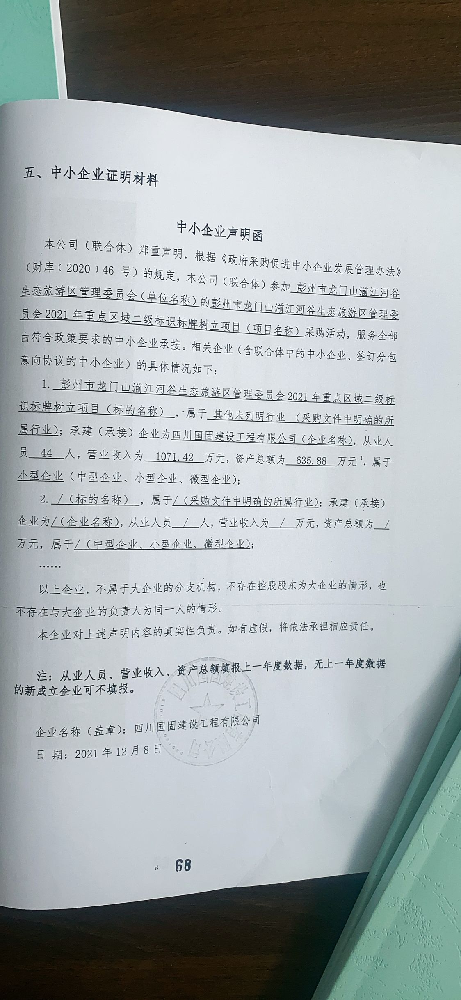 五、中小企业证明材料
中小企业声明函
本公司（联合体）郑重声明，根据《政府采购促进中小企业发展管理办法》
（财库﹝2020﹞46 号）的规定，本公司（联合体）参加 彭州市龙门山湔江河谷
生态旅游区管理委员会（单位名称）的彭州市龙门山湔江河谷生态旅游区管理委
员会 2021 年重点区域二级标识标牌树立项目（项目名称）采购活动，服务全部
由符合政策要求的中小企业承接。相关企业（含联合体中的中小企业、签订分包
意向协议的中小企业）的具体情况如下：
1. 彭州市龙门山湔江河谷生态旅游区管理委员会 2021 年重点区域二级标
识标牌树立项目（标的名称） ，属于 其他未列明行业 （采购文件中明确的所
属行业）；承建（承接）企业为四川国固建设工程有限公司（企业名称），从业人
员 44 人，营业收入为 1071.42 万元，资产总额为 635.88 万元¹，属于
小型企业（中型企业、小型企业、微型企业）；
2. /（标的名称） ，属于/（采购文件中明确的所属行业）；承建（承接）
企业为/（企业名称），从业人员 / 人，营业收入为 / 万元，资产总额为 /
万元，属于/（中型企业、小型企业、微型企业）；
……
以上企业，不属于大企业的分支机构，不存在控股股东为大企业的情形，也
不存在与大企业的负责人为同一人的情形。
本企业对上述声明内容的真实性负责。如有虚假，将依法承担相应责任。
注：从业人员、营业收入、资产总额填报上一年度数据，无上一年度数据
的新成立企业可不填报。
四川国固建设工程有限公司
企业名称（盖章）：四川国固建设工程有限公司
日 期：2021 年 12 月 8 日
68